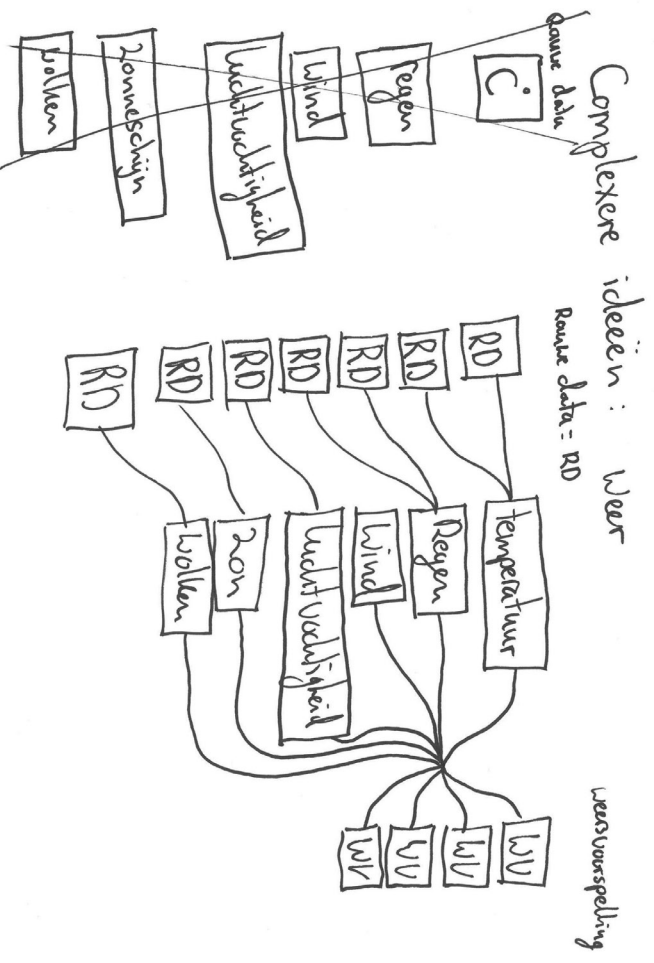 Complexere ideeën: Weer
Rauwe data
C°
regen
Wind
Luchtvochtigheid
Zonneschijn
Wolken
Rauwe data = RD
RD
RD
RD
RD
RD
RD
RD
temperatuur
Regen
Wind
Luchtvochtigheid
Zon
Wolken
weersvoorspelling
WV
WV
WV
WV